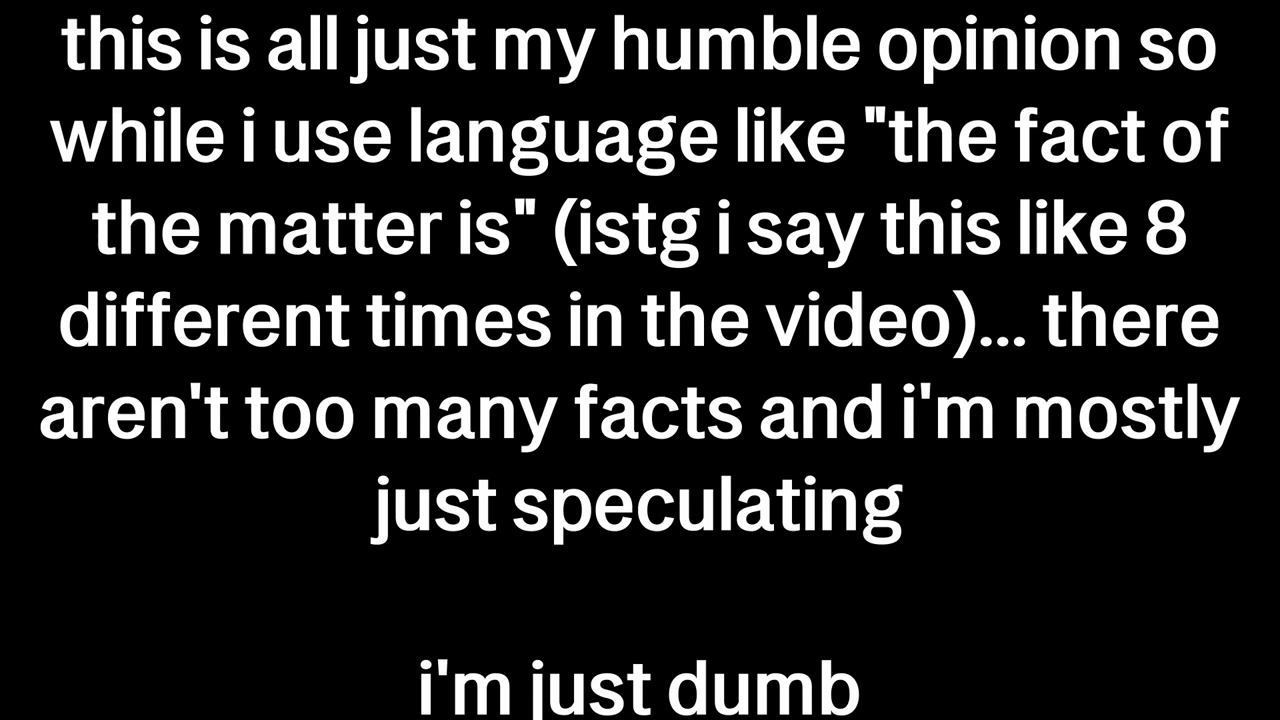 this is all just my humble opinion so
while i use language like "the fact of
the matter is" (istg i say this like 8
different times in the video)... there
aren't too many facts and i'm mostly
just speculating
i'm just dumb